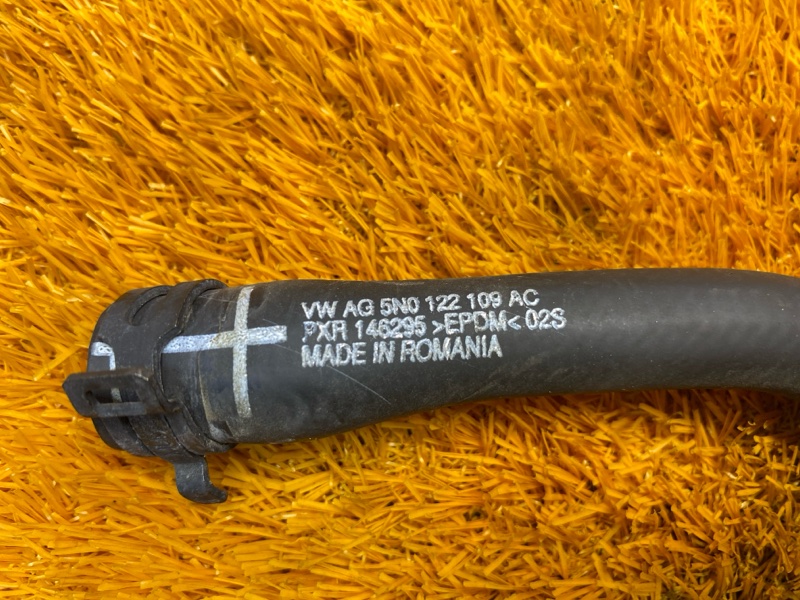 VW AG 5N0 122 109 AC
PXR 146295 >EPDM< 02S
MADE IN ROMANIA